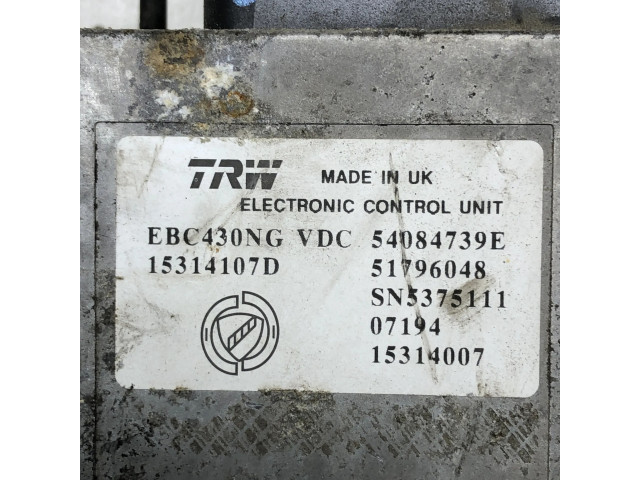 TRW MADE IN UK
ELECTRONIC CONTROL UNIT
EBC430NG VDC 54084739E
15314107D 51796048
SN5375111
07194
15314007